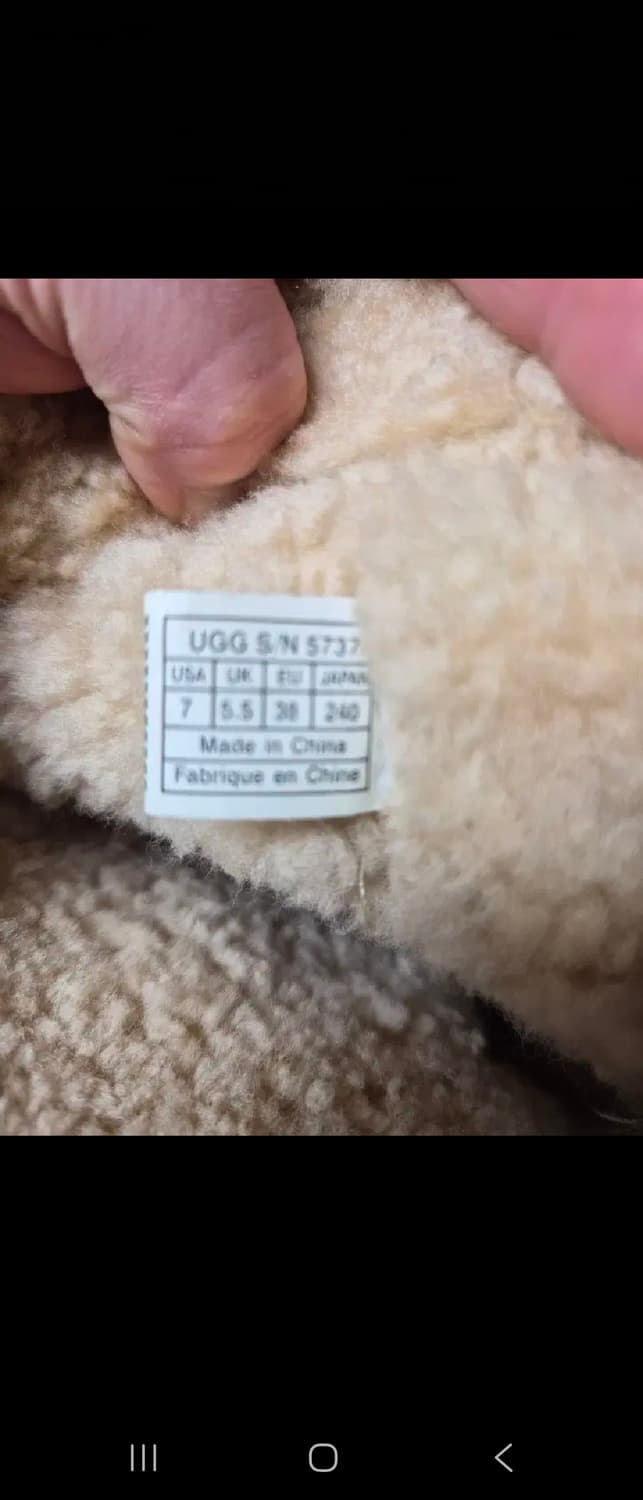 UGG S/N 5737
USA UK EU JAPAN
7 5.5 38 240
Made in China
Fabrique en Chine